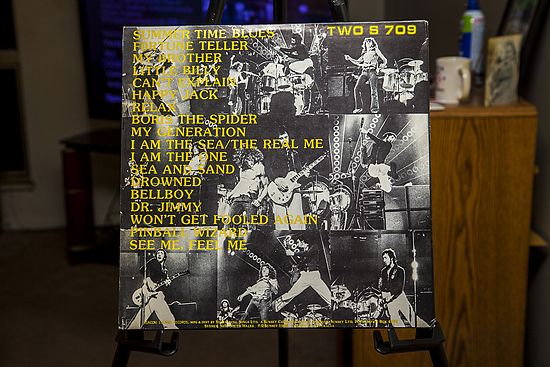 SUMMER TIME BLUES
TWO S 709
FORTUNE TELLER
MY BROTHER
LITTLE BILLY
CAN'T EXPLAIN
HAPPY JACK
RELAX
BORIS THE SPIDER
MY GENERATION
I AM THE SEA/THE REAL ME
I AM THE ONE
SEA AND SAND
DROWNED
BELLBOY
DR. JIMMY
WON'T GET FOOLED AGAIN
PINBALL WIZARD
SEE ME, FEEL ME